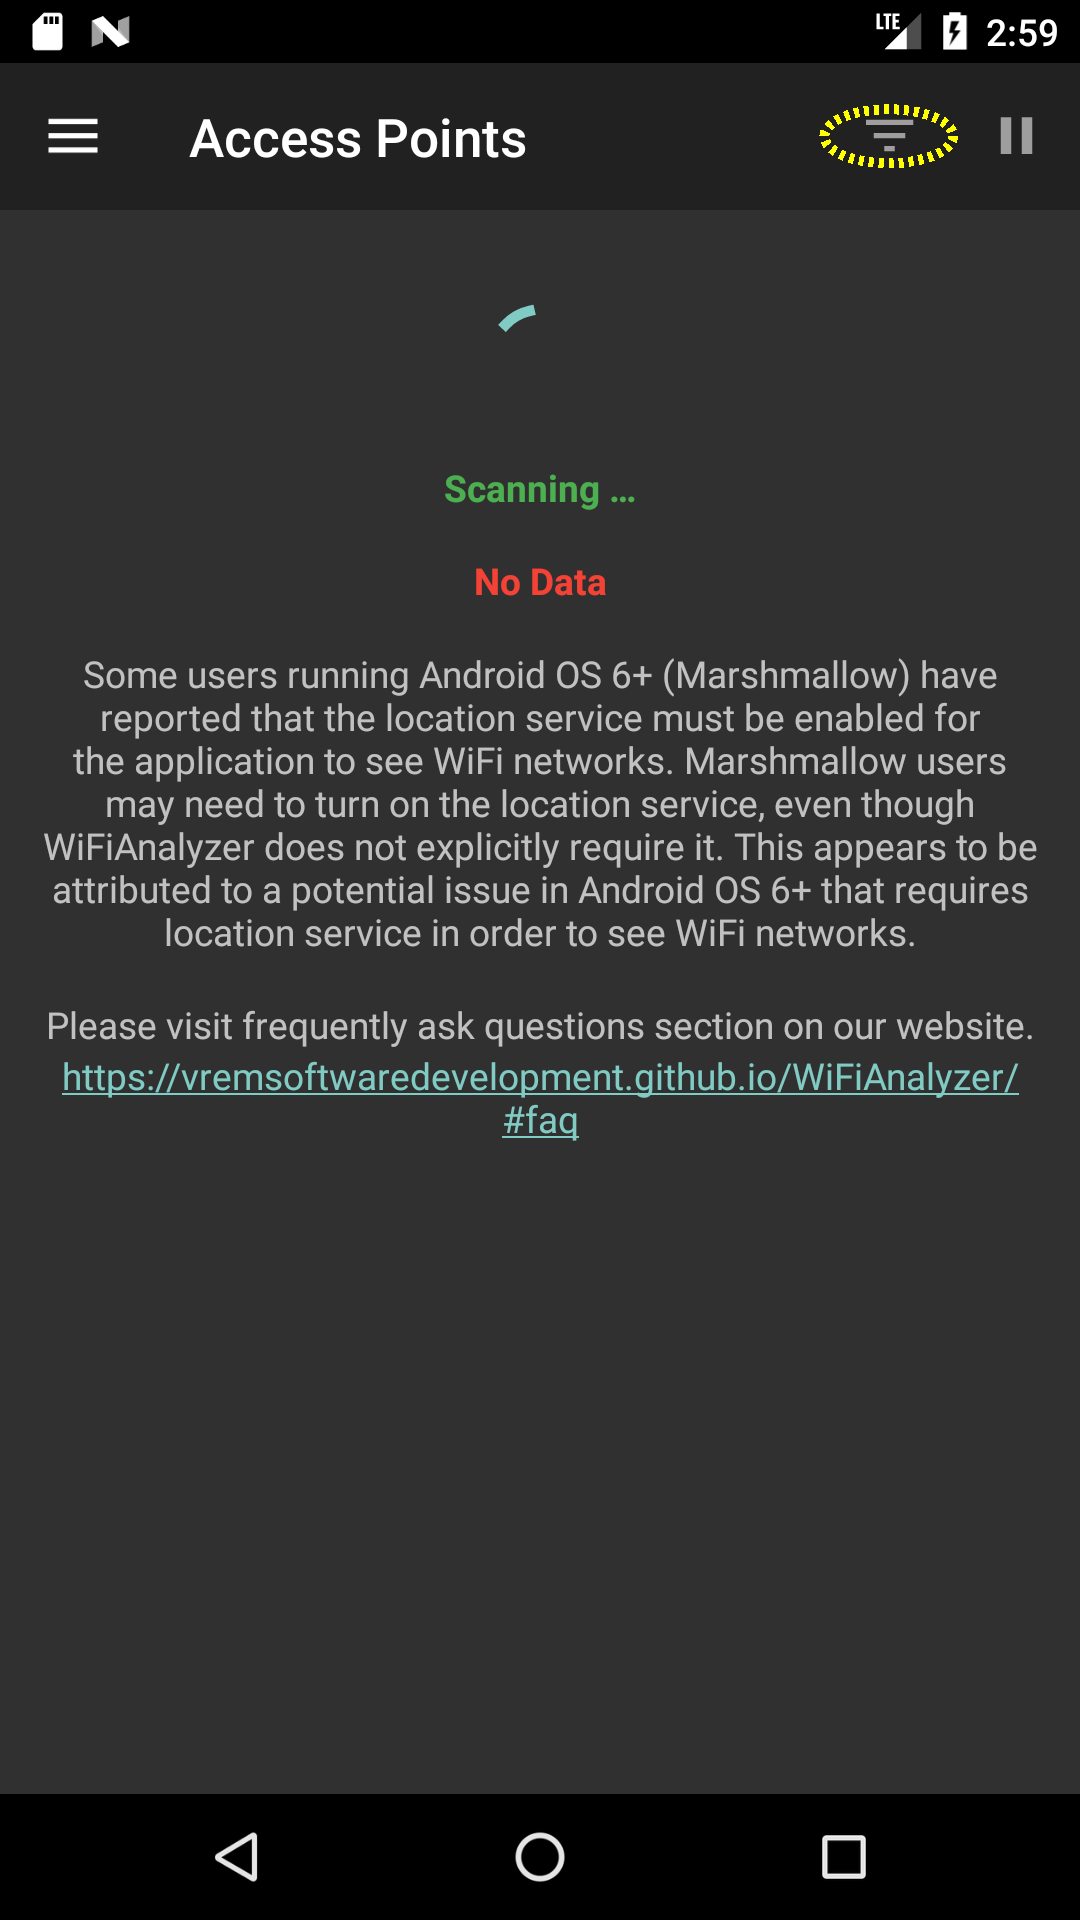 LTE 2:59
Access Points
Scanning ...
No Data
Some users running Android OS 6+ (Marshmallow) have
reported that the location service must be enabled for
the application to see WiFi networks. Marshmallow users
may need to turn on the location service, even though
WiFiAnalyzer does not explicitly require it. This appears to be
attributed to a potential issue in Android OS 6+ that requires
location service in order to see WiFi networks.
Please visit frequently ask questions section on our website.
https://vremsoftwaredevelopment.github.io/WiFiAnalyzer/
#faq